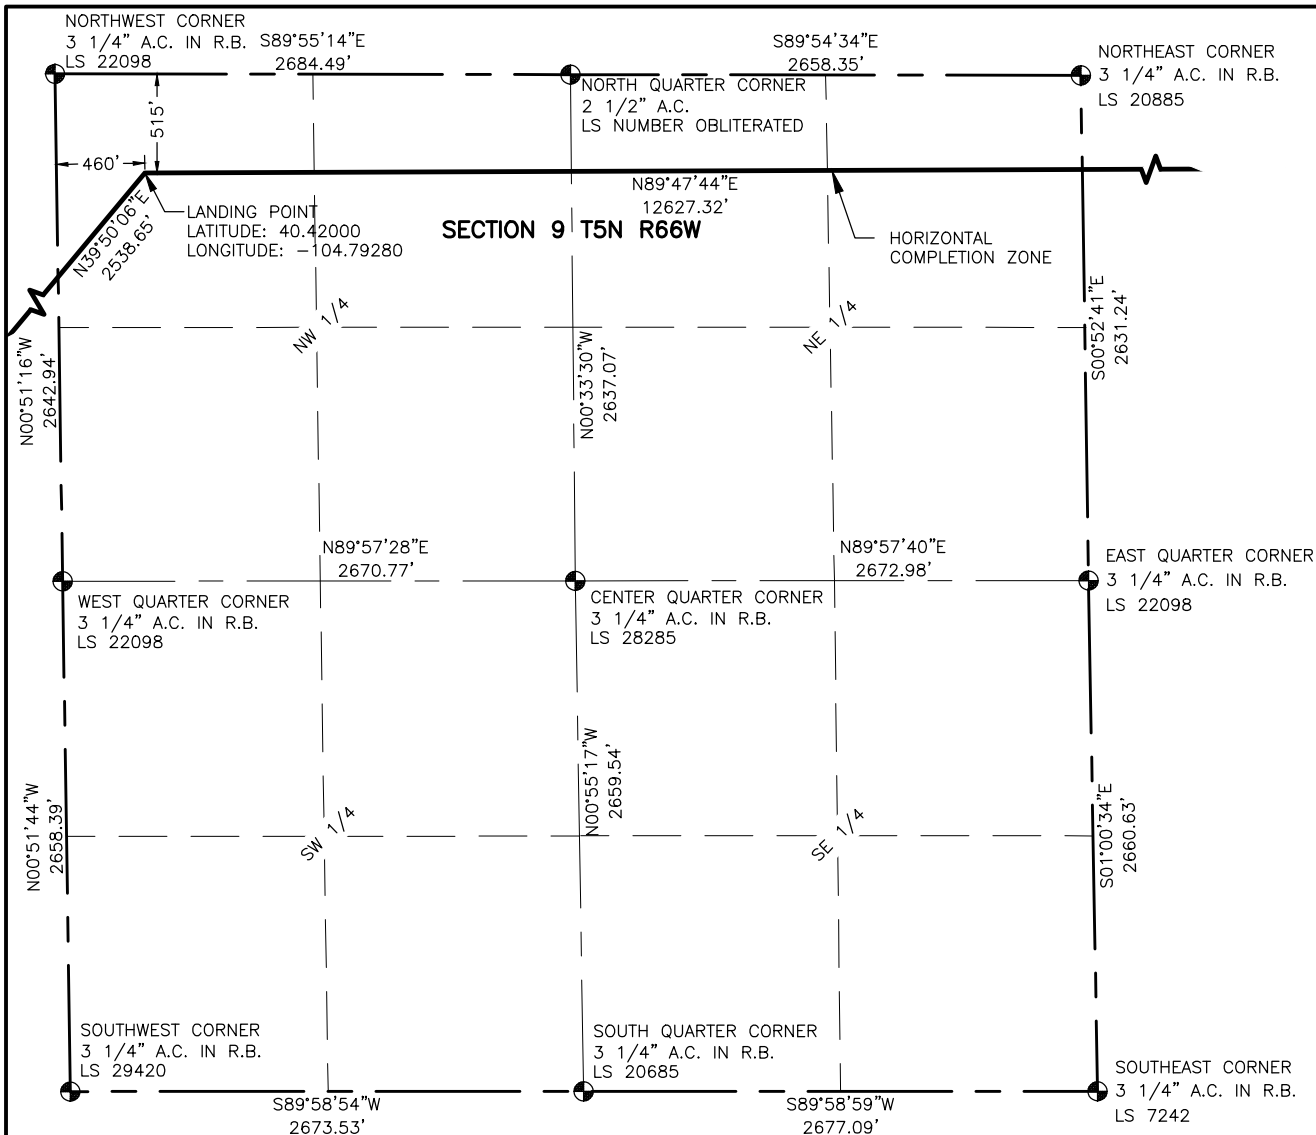 NORTHWEST CORNER
3 1/4" A.C. IN R.B.
LS 22098
S89°55'14"E
2684.49'
S89°54'34"E
2658.35'
NORTHEAST CORNER
3 1/4" A.C. IN R.B.
LS 20885
NORTH QUARTER CORNER
2 1/2" A.C.
LS NUMBER OBLITERATED
515'
460'
N39°50'06"E
2538.65'
LANDING POINT
LATITUDE: 40.42000
LONGITUDE: -104.79280
N89°47'44"E
12627.32'
SECTION 9 T5N R66W
HORIZONTAL
COMPLETION ZONE
NW 1/4
NE 1/4
N00°51'16"W
2642.94'
N00°33'30"W
2637.07'
S00°52'41"E
2631.24'
N89°57'28"E
2670.77'
N89°57'40"E
2672.98'
EAST QUARTER CORNER
3 1/4" A.C. IN R.B.
LS 22098
WEST QUARTER CORNER
3 1/4" A.C. IN R.B.
LS 22098
CENTER QUARTER CORNER
3 1/4" A.C. IN R.B.
LS 28285
N00°51'44"W
2658.39'
N00°55'17"W
2659.54'
S01°00'34"E
2660.63'
SW 1/4
SE 1/4
SOUTHWEST CORNER
3 1/4" A.C. IN R.B.
LS 29420
SOUTH QUARTER CORNER
3 1/4" A.C. IN R.B.
LS 20685
SOUTHEAST CORNER
3 1/4" A.C. IN R.B.
LS 7242
S89°58'54"W
2673.53'
S89°58'59"W
2677.09'